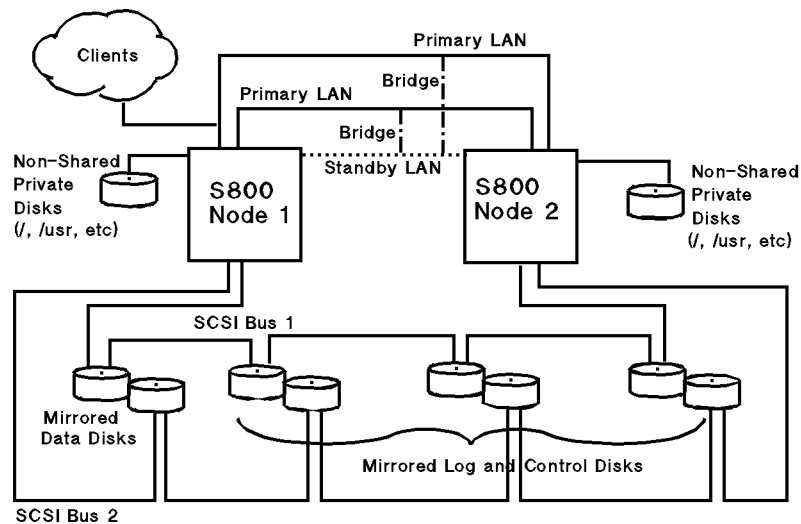 Clients
Primary LAN
Bridge
Primary LAN
Bridge
Standby LAN
Non-Shared
Private
Disks
(/, /usr, etc)
S800
Node 1
S800
Node 2
Non-Shared
Private
Disks
(/, /usr, etc)
SCSI Bus 1
Mirrored
Data Disks
Mirrored Log and Control Disks
SCSI Bus 2